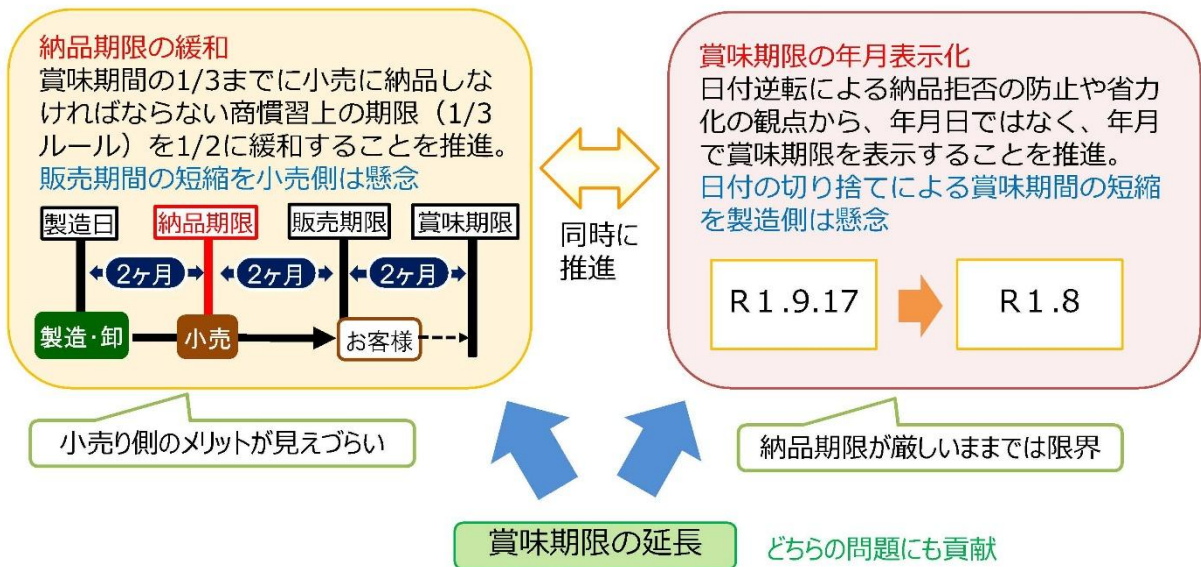 納品期限の緩和
賞味期間の1/3までに小売に納品しな
ければならない商慣習上の期限（1/3
ルール）を1/2に緩和することを推進。
販売期間の短縮を小売側は懸念
製造日
納品期限
販売期限
賞味期限
2ヶ月
2ヶ月
2ヶ月
製造・卸
小売
お客様
小売り側のメリットが見えづらい
同時に
推進
賞味期限の年月表示化
日付逆転による納品拒否の防止や省力
化の観点から、年月日ではなく、年月
で賞味期限を表示することを推進。
日付の切り捨てによる賞味期間の短縮
を製造側は懸念
R1.9.17
R1.8
納品期限が厳しいままでは限界
賞味期限の延長
どちらの問題にも貢献